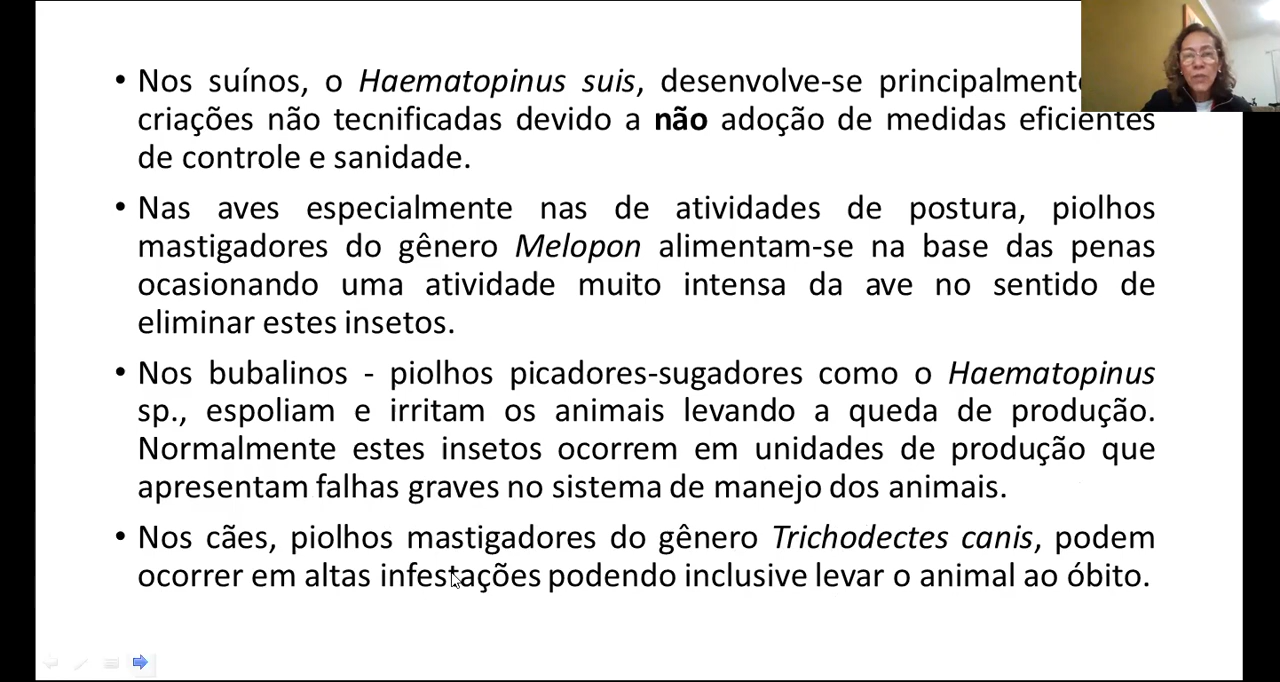 • Nos suínos, o Haematopinus suis, desenvolve-se principalmente
criações não tecnificadas devido a não adoção de medidas eficientes
de controle e sanidade.
• Nas aves especialmente nas de atividades de postura, piolhos
mastigadores do gênero Melopon alimentam-se na base das penas
ocasionando uma atividade muito intensa da ave no sentido de
eliminar estes insetos.
• Nos bubalinos - piolhos picadores-sugadores como o Haematopinus
sp., espoliam e irritam os animais levando a queda de produção.
Normalmente estes insetos ocorrem em unidades de produção que
apresentam falhas graves no sistema de manejo dos animais.
• Nos cães, piolhos mastigadores do gênero Trichodectes canis, podem
ocorrer em altas infestações podendo inclusive levar o animal ao óbito.